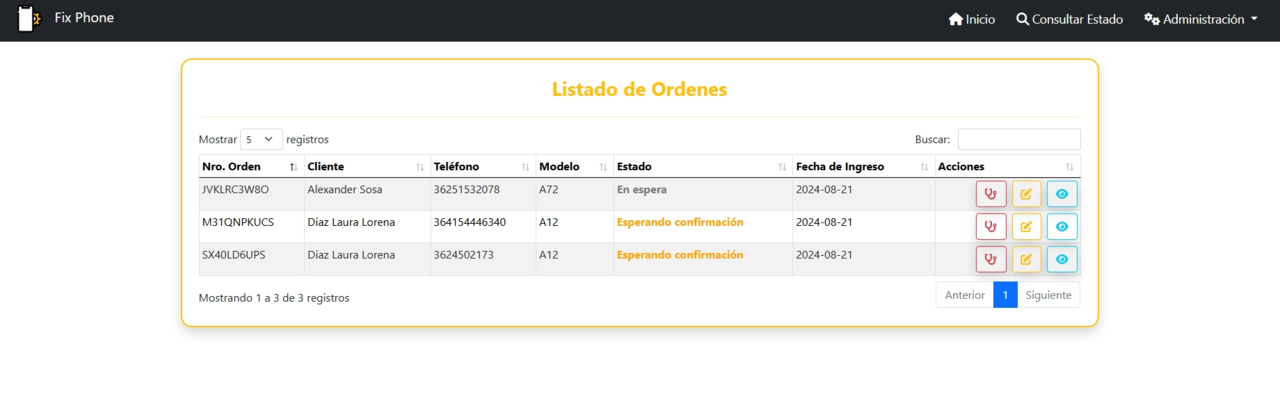 Fix Phone Inicio Consultar Estado Administración
Listado de Ordenes
Mostrar 5 registros Buscar:
Nro. Orden Cliente Teléfono Modelo Estado Fecha de Ingreso Acciones
JVKLRC3W8O Alexander Sosa 36251532078 A72 En espera 2024-08-21
M31QNPKUCS Diaz Laura Lorena 364154446340 A12 Esperando confirmación 2024-08-21
SX40LD6UPS Diaz Laura Lorena 3624502173 A12 Esperando confirmación 2024-08-21
Mostrando 1 a 3 de 3 registros Anterior 1 Siguiente